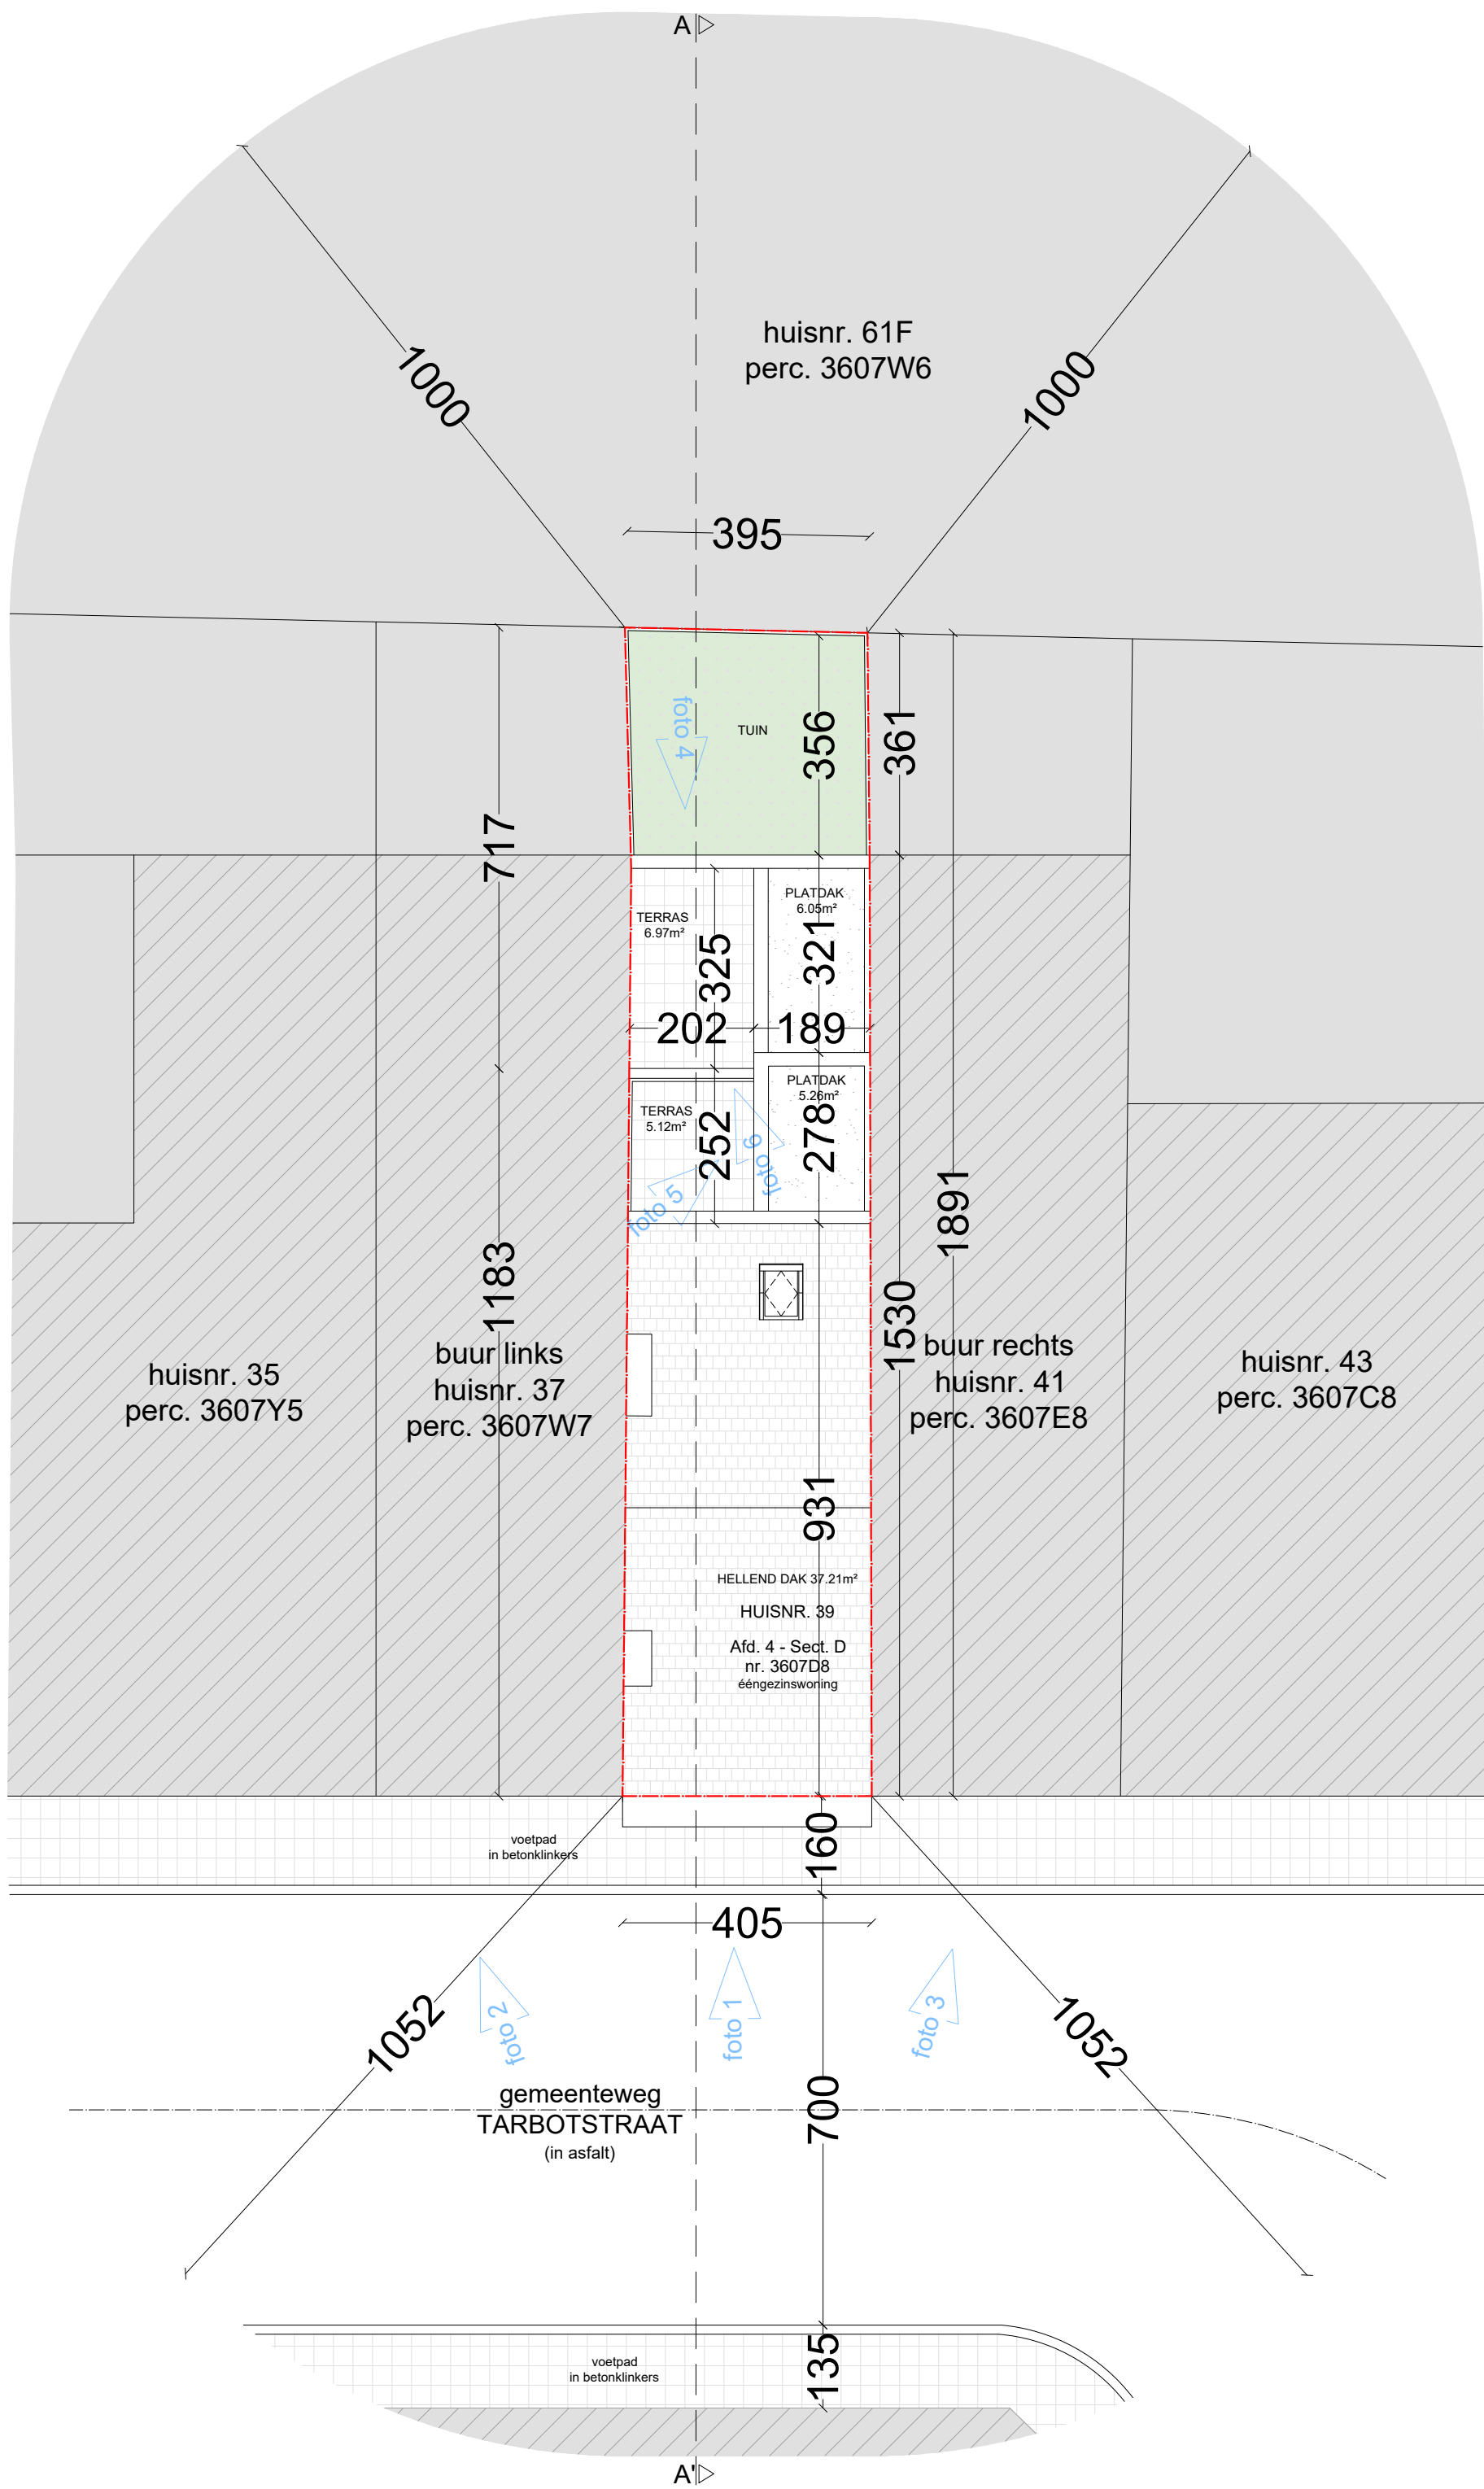 A
huisnr. 61F
perc. 3607W6
1000
1000
395
foto 4
TUIN
356
361
717
TERRAS
6.97m²
PLATDAK
6.05m²
325
321
202
189
TERRAS
5.12m²
PLATDAK
5.26m²
252
278
foto 5
foto 6
1891
1183
1530
huisnr. 35
perc. 3607Y5
buur links
huisnr. 37
perc. 3607W7
buur rechts
huisnr. 41
perc. 3607E8
huisnr. 43
perc. 3607C8
931
HELLEND DAK 37.21m²
HUISNR. 39
Afd. 4 - Sect. D
nr. 3607D8
ééngezinswoning
voetpad
in betonklinkers
160
405
1052
foto 2
foto 1
foto 3
1052
gemeenteweg
TARBOTSTRAAT
(in asfalt)
700
voetpad
in betonklinkers
135
A'